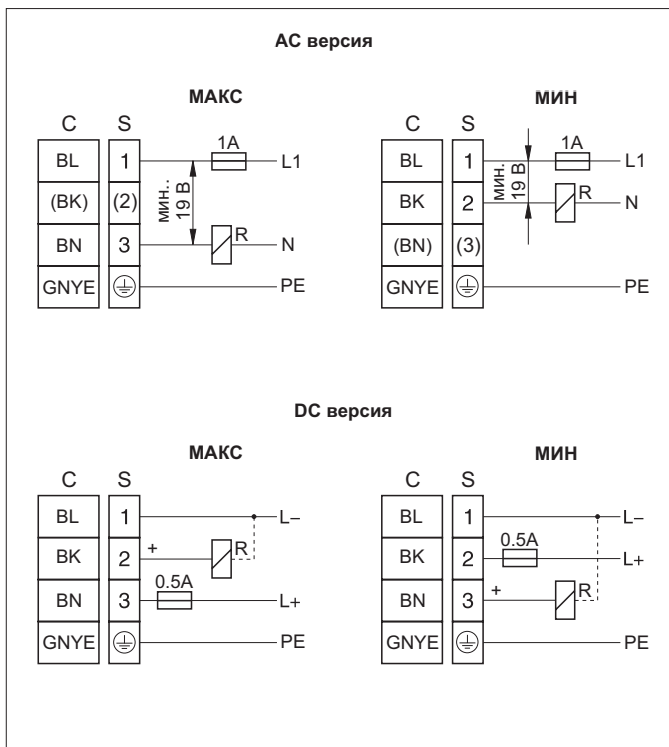 AC версия
МАКС
C S
BL 1 1A L1
(BK) (2) мин.. 19 В
BN 3 R N
GNYE PE
МИН
C S
BL 1 1A L1
BK 2 мин. 19 В R N
(BN) (3)
GNYE PE
DC версия
МАКС
C S
BL 1 L–
BK 2 + R
BN 3 0.5A L+
GNYE PE
МИН
C S
BL 1 L–
BK 2 0.5A L+
BN 3 + R
GNYE PE